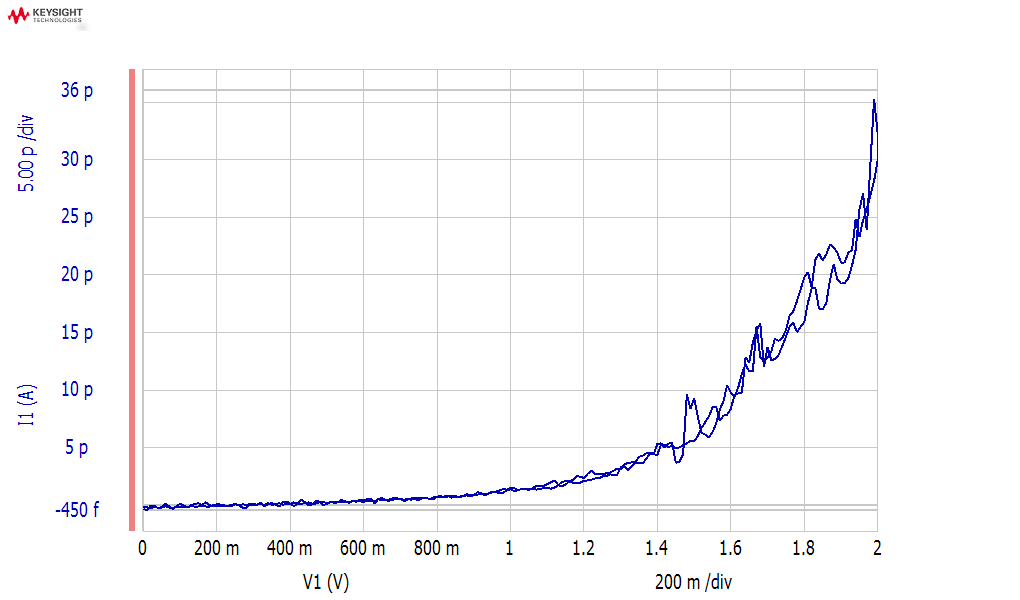 KEYSIGHT
TECHNOLOGIES
36 p
5.00 p /div
30 p
25 p
20 p
15 p
10 p
I1 (A)
5 p
-450 f
0 200 m 400 m 600 m 800 m 1 1.2 1.4 1.6 1.8 2
V1 (V) 200 m /div